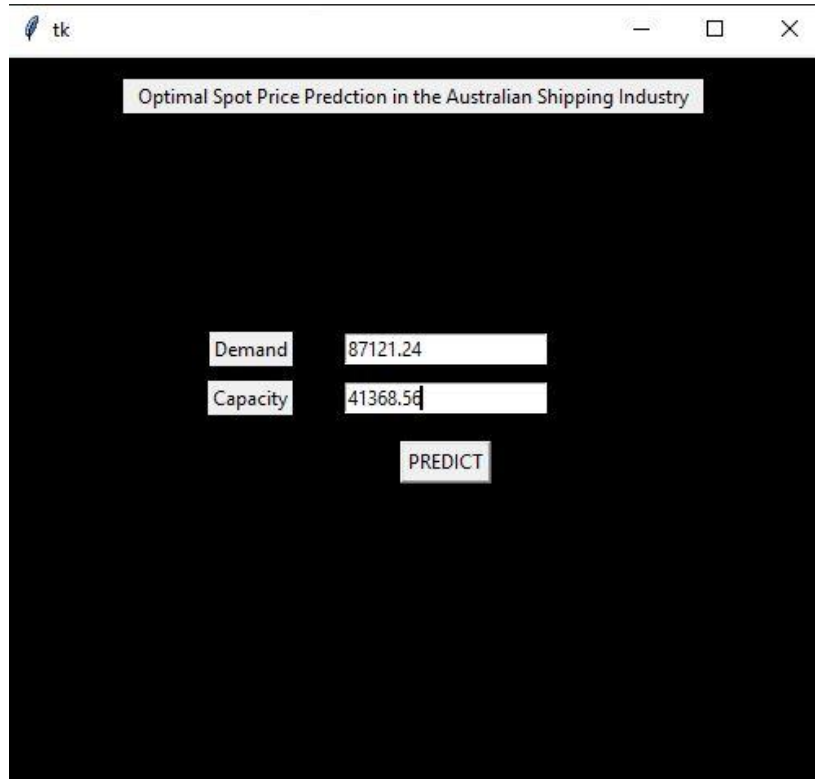 tk
Optimal Spot Price Predction in the Australian Shipping Industry
Demand 87121.24
Capacity 41368.56
PREDICT